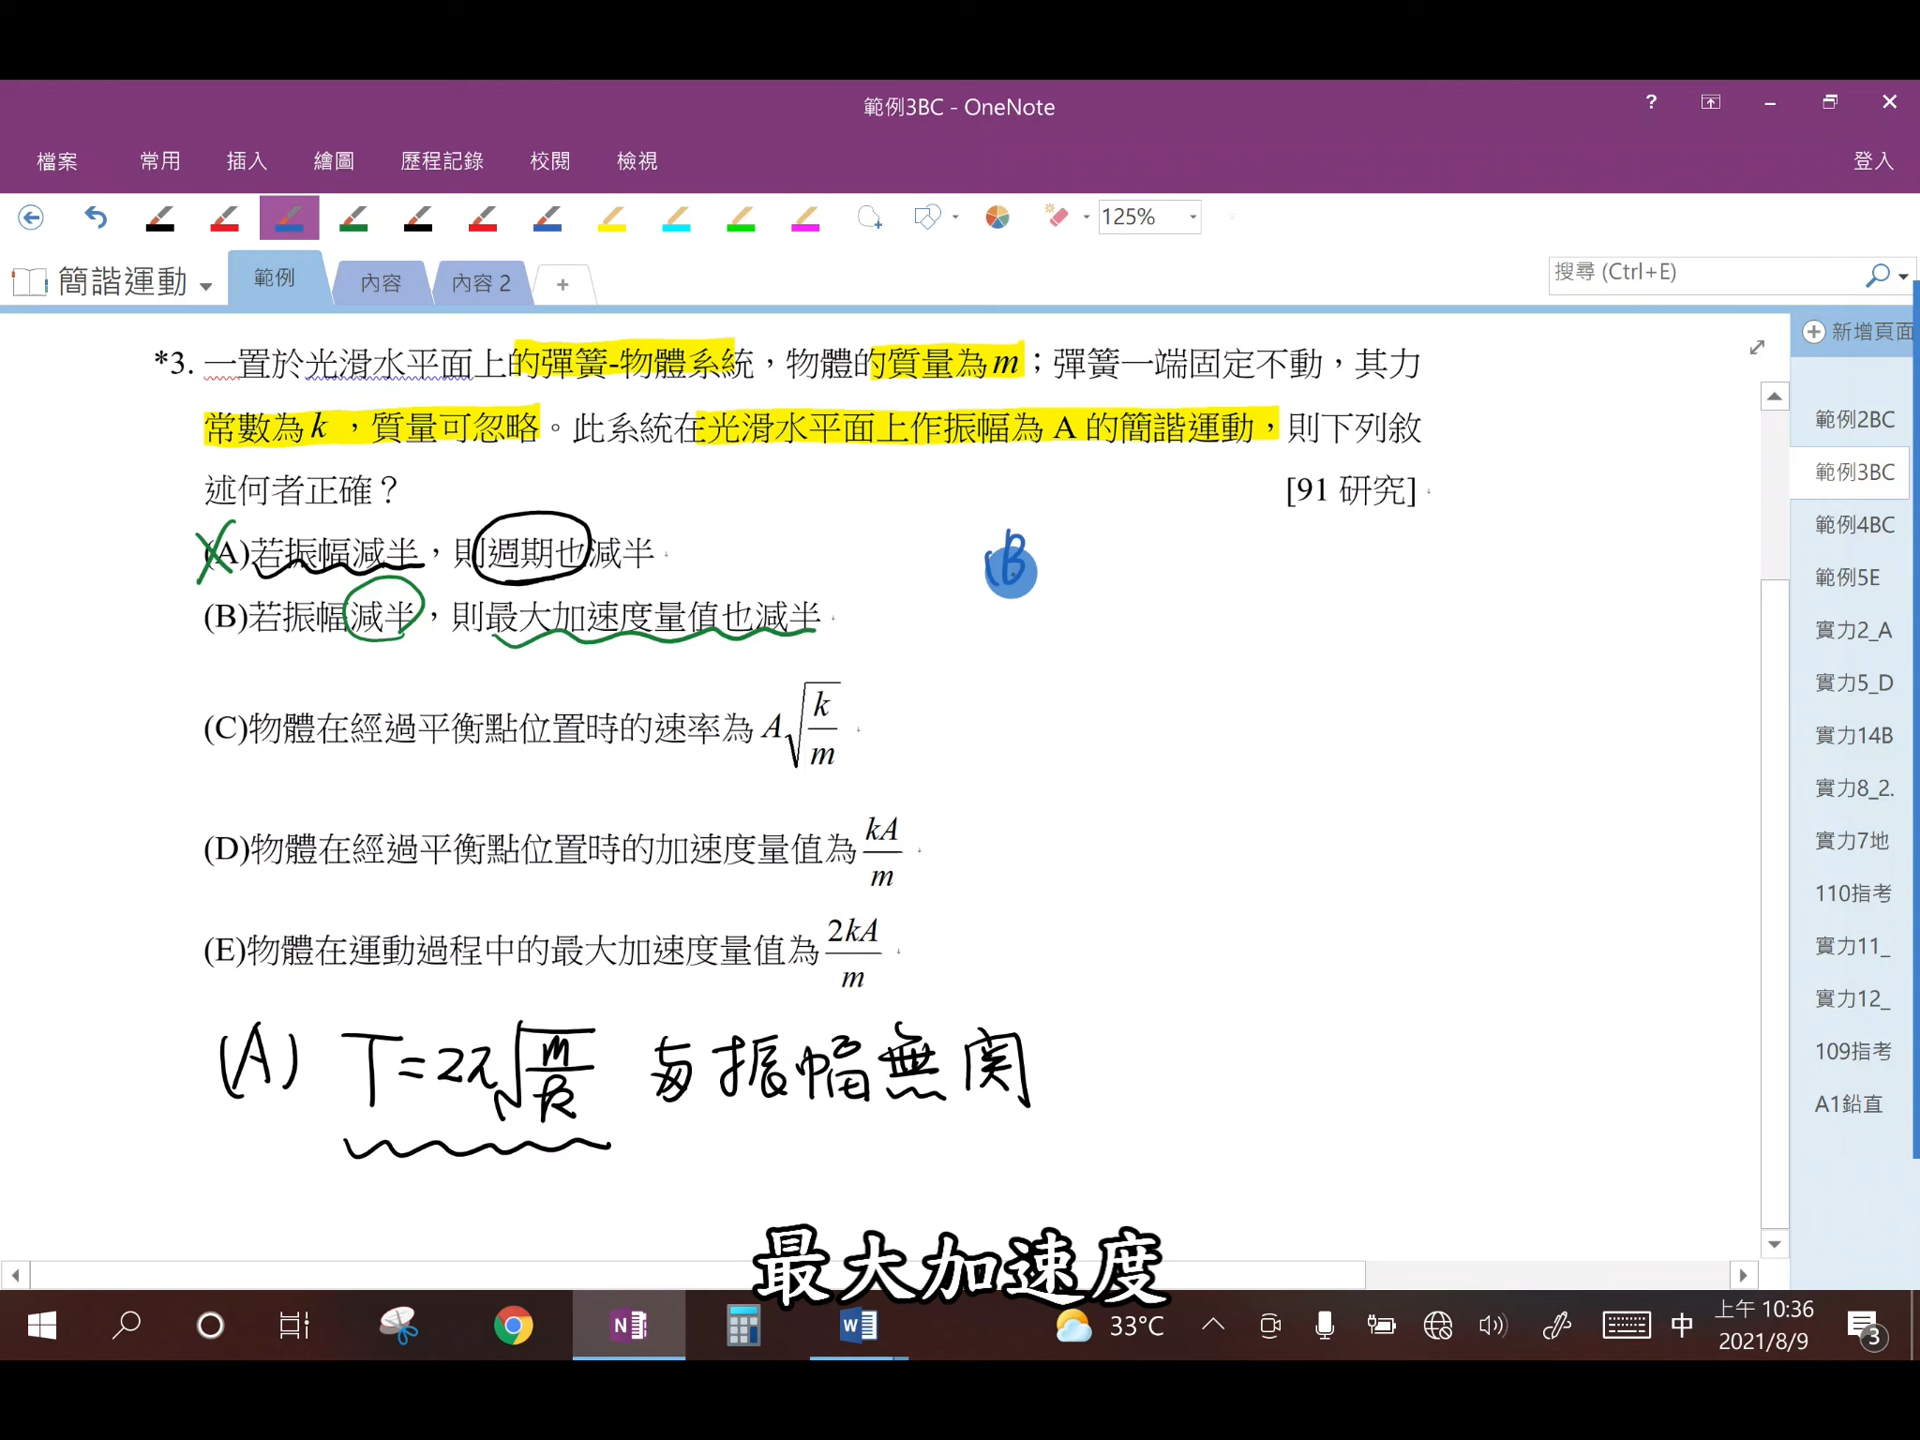 範例3BC - OneNote
?
檔案 常用 插入 繪圖 歷程記錄 校閱 檢視 登入
125%
簡諧運動 範例 內容 內容 2 +
搜尋 (Ctrl+E)
新增頁面
*3. 一置於光滑水平面上的彈簧-物體系統，物體的質量為 m；彈簧一端固定不動，其力
常數為 k，質量可忽略。此系統在光滑水平面上作振幅為 A 的簡諧運動，則下列敘
述何者正確？ [91 研究]
(A)若振幅減半，則週期也減半
(B
(B)若振幅減半，則最大加速度量值也減半
(C)物體在經過平衡點位置時的速率為 A√(k/m)
(D)物體在經過平衡點位置時的加速度量值為 kA/m
(E)物體在運動過程中的最大加速度量值為 2kA/m
(A) T=2π√(m/k) 與振幅無関
範例2BC
範例3BC
範例4BC
範例5E
實力2_A
實力5_D
實力14B
實力8_2.
實力7地
110指考
實力11_
實力12_
109指考
A1鉛直
最大加速度
N
W
33°C
中
上午 10:36
2021/8/9
3